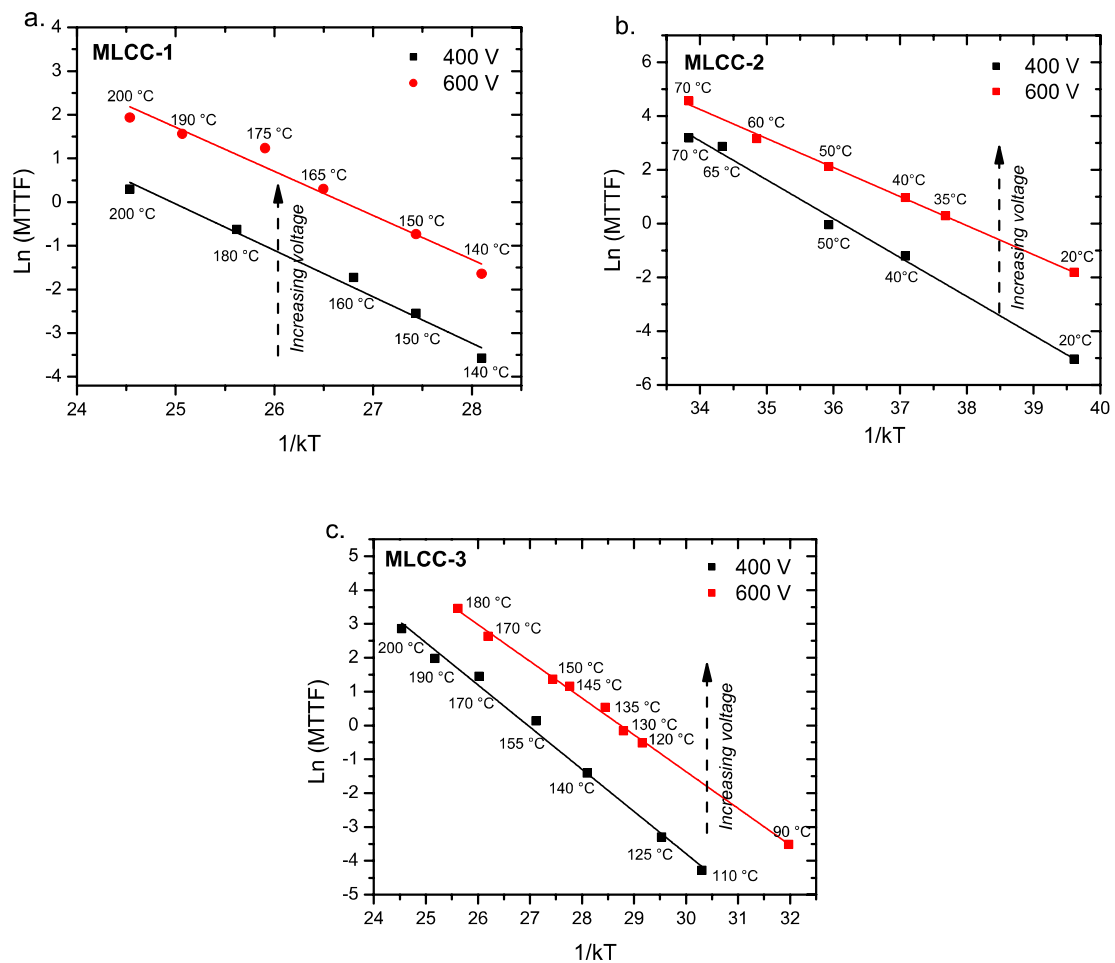 a.
MLCC-1
400 V
600 V
Ln (MTTF)
5
4
3
2
1
0
-1
-2
-3
-4
200 °C
190 °C
175 °C
165 °C
150 °C
140 °C
200 °C
180 °C
160 °C
150 °C
140 °C
Increasing voltage
24
25
26
27
28
1/kT
b.
MLCC-2
400 V
600 V
Ln (MTTF)
6
4
2
0
-2
-4
-6
70 °C
60 °C
50°C
40°C
35°C
20°C
70 °C
65 °C
50°C
40°C
20°C
Increasing voltage
34
35
36
37
38
39
40
1/kT
c.
MLCC-3
400 V
600 V
Ln (MTTF)
5
4
3
2
1
0
-1
-2
-3
-4
-5
180 °C
170 °C
150 °C
145 °C
135 °C
130 °C
120 °C
90 °C
200 °C
190 °C
170 °C
155 °C
140 °C
125 °C
110 °C
Increasing voltage
24
25
26
27
28
29
30
31
32
1/kT